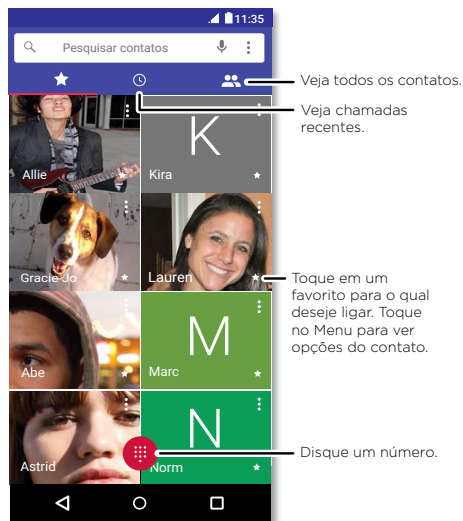 11:35
Pesquisar contatos
Veja todos os contatos.
Veja chamadas
recentes.
K
Allie
Kira
Gracie-Jo
Lauren
Toque em um
favorito para o qual
deseje ligar. Toque
no Menu para ver
opções do contato.
M
Abe
Marc
N
Astrid
Norm
Disque um número.